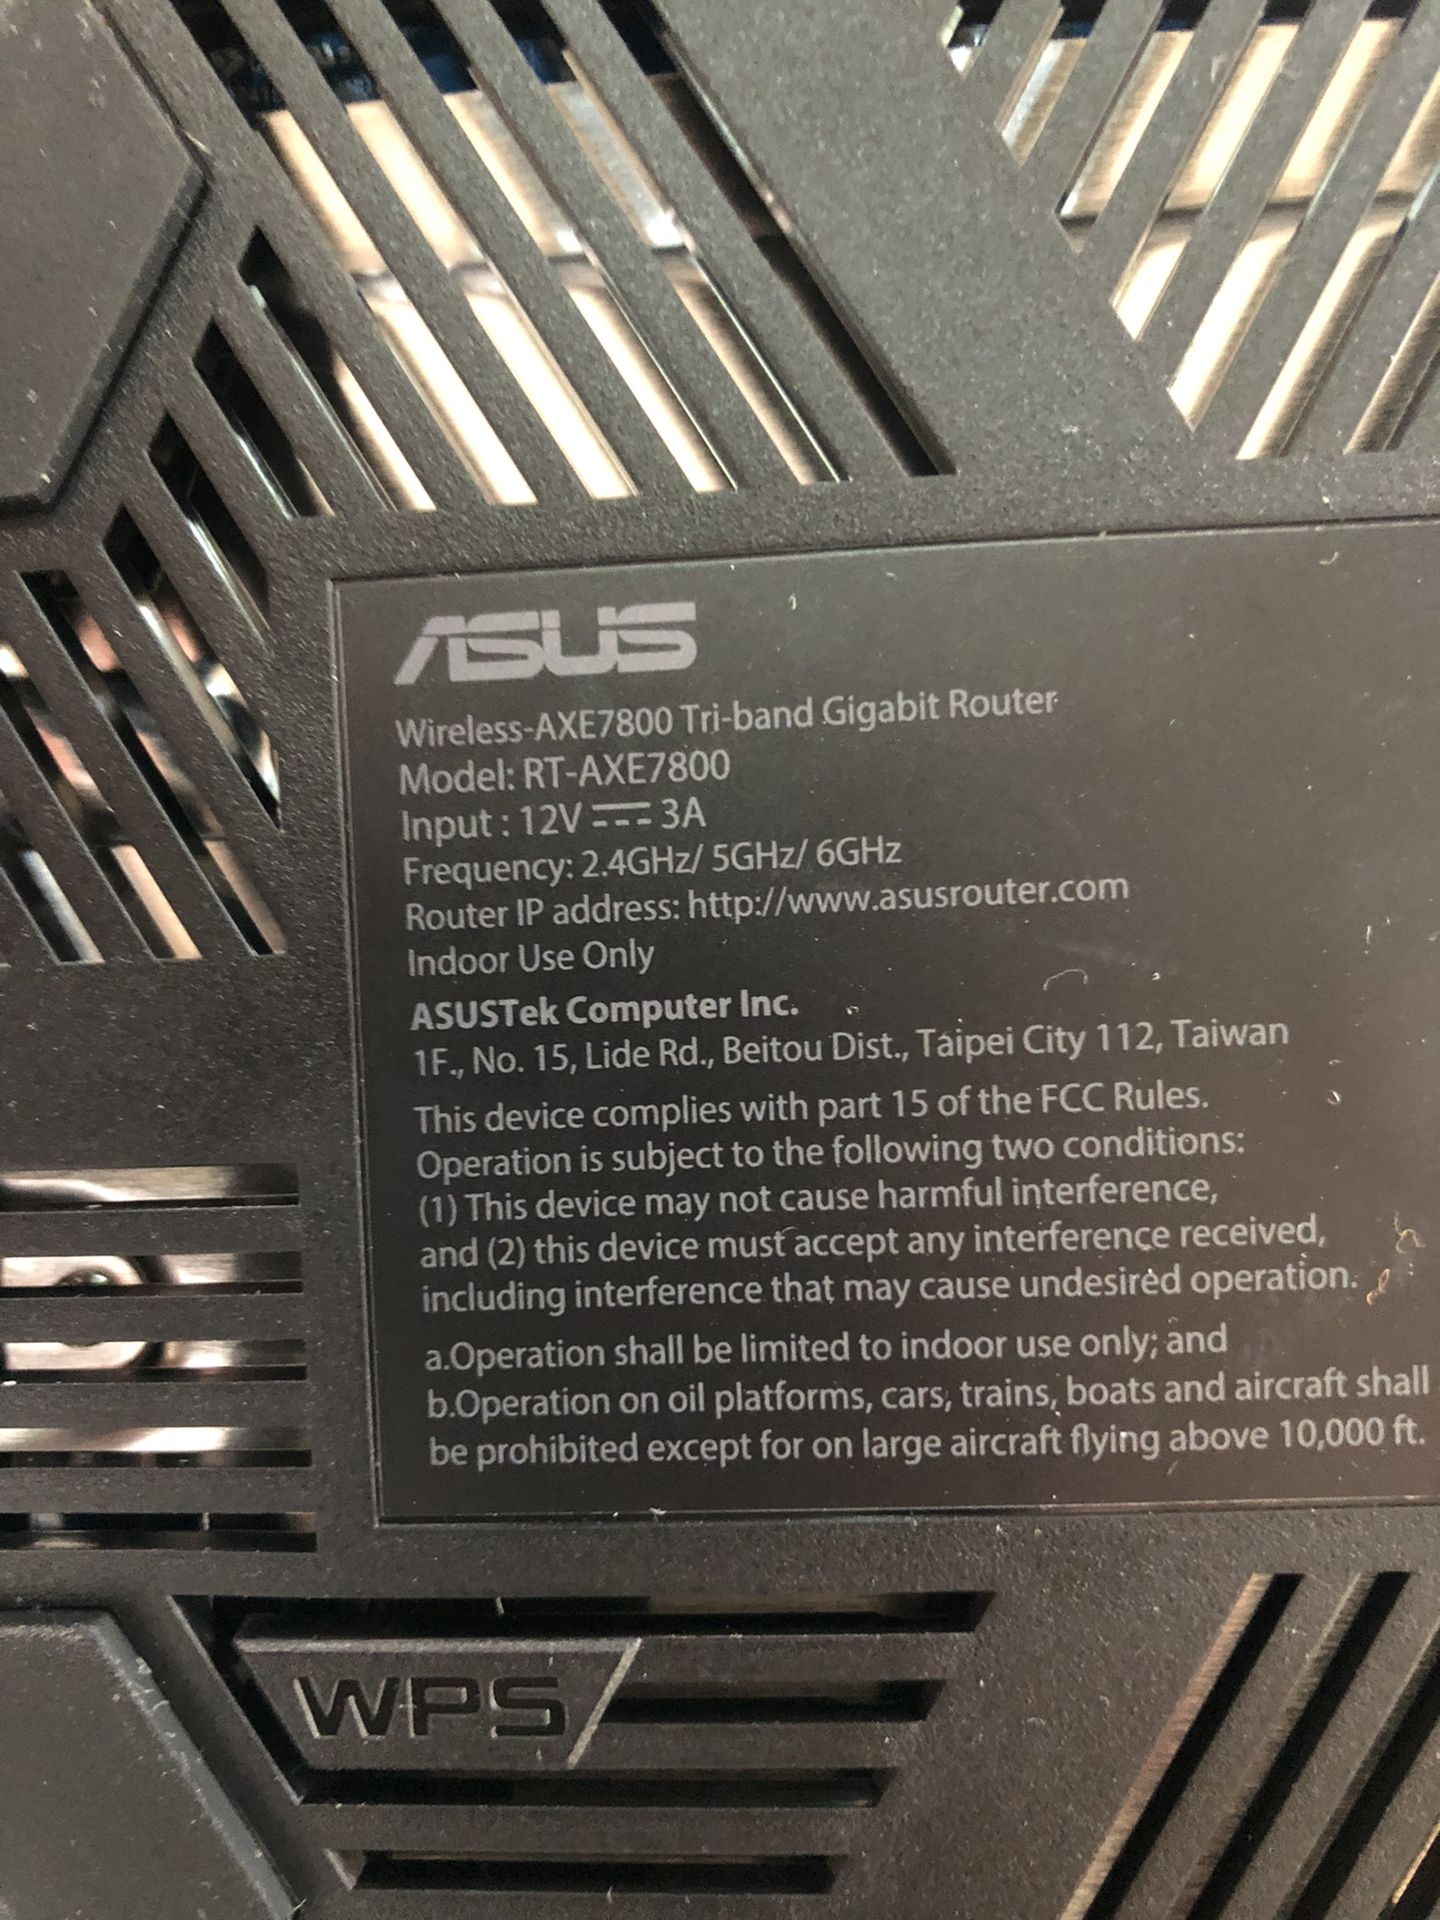 ASUS
Wireless-AXE7800 Tri-band Gigabit Router
Model: RT-AXE7800
Input : 12V ⎓ 3A
Frequency: 2.4GHz/ 5GHz/ 6GHz
Router IP address: http://www.asusrouter.com
Indoor Use Only
ASUSTek Computer Inc.
1F., No. 15, Lide Rd., Beitou Dist., Taipei City 112, Taiwan
This device complies with part 15 of the FCC Rules.
Operation is subject to the following two conditions:
(1) This device may not cause harmful interference,
and (2) this device must accept any interference received,
including interference that may cause undesired operation.
a.Operation shall be limited to indoor use only; and
b.Operation on oil platforms, cars, trains, boats and aircraft shall
be prohibited except for on large aircraft flying above 10,000 ft.
WPS